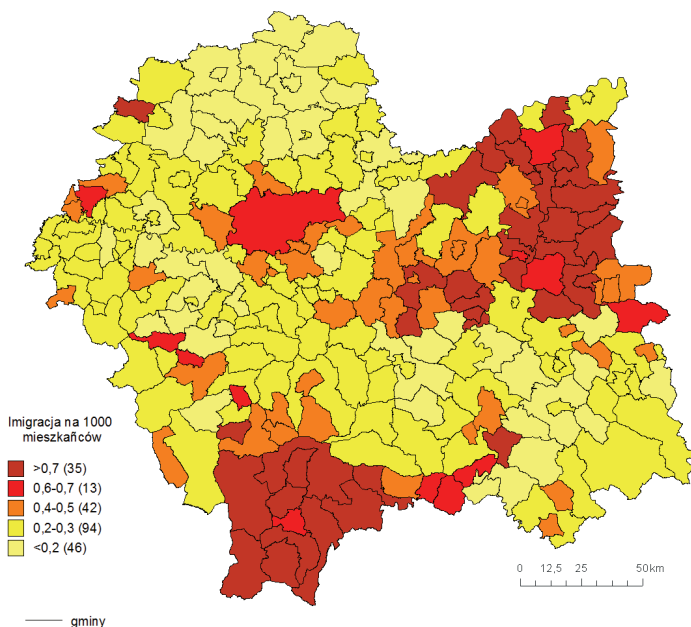 Imigracja na 1000
mieszkańców
>0,7 (35)
0,6-0,7 (13)
0,4-0,5 (42)
0,2-0,3 (94)
<0,2 (46)
gminy
0 12,5 25 50km